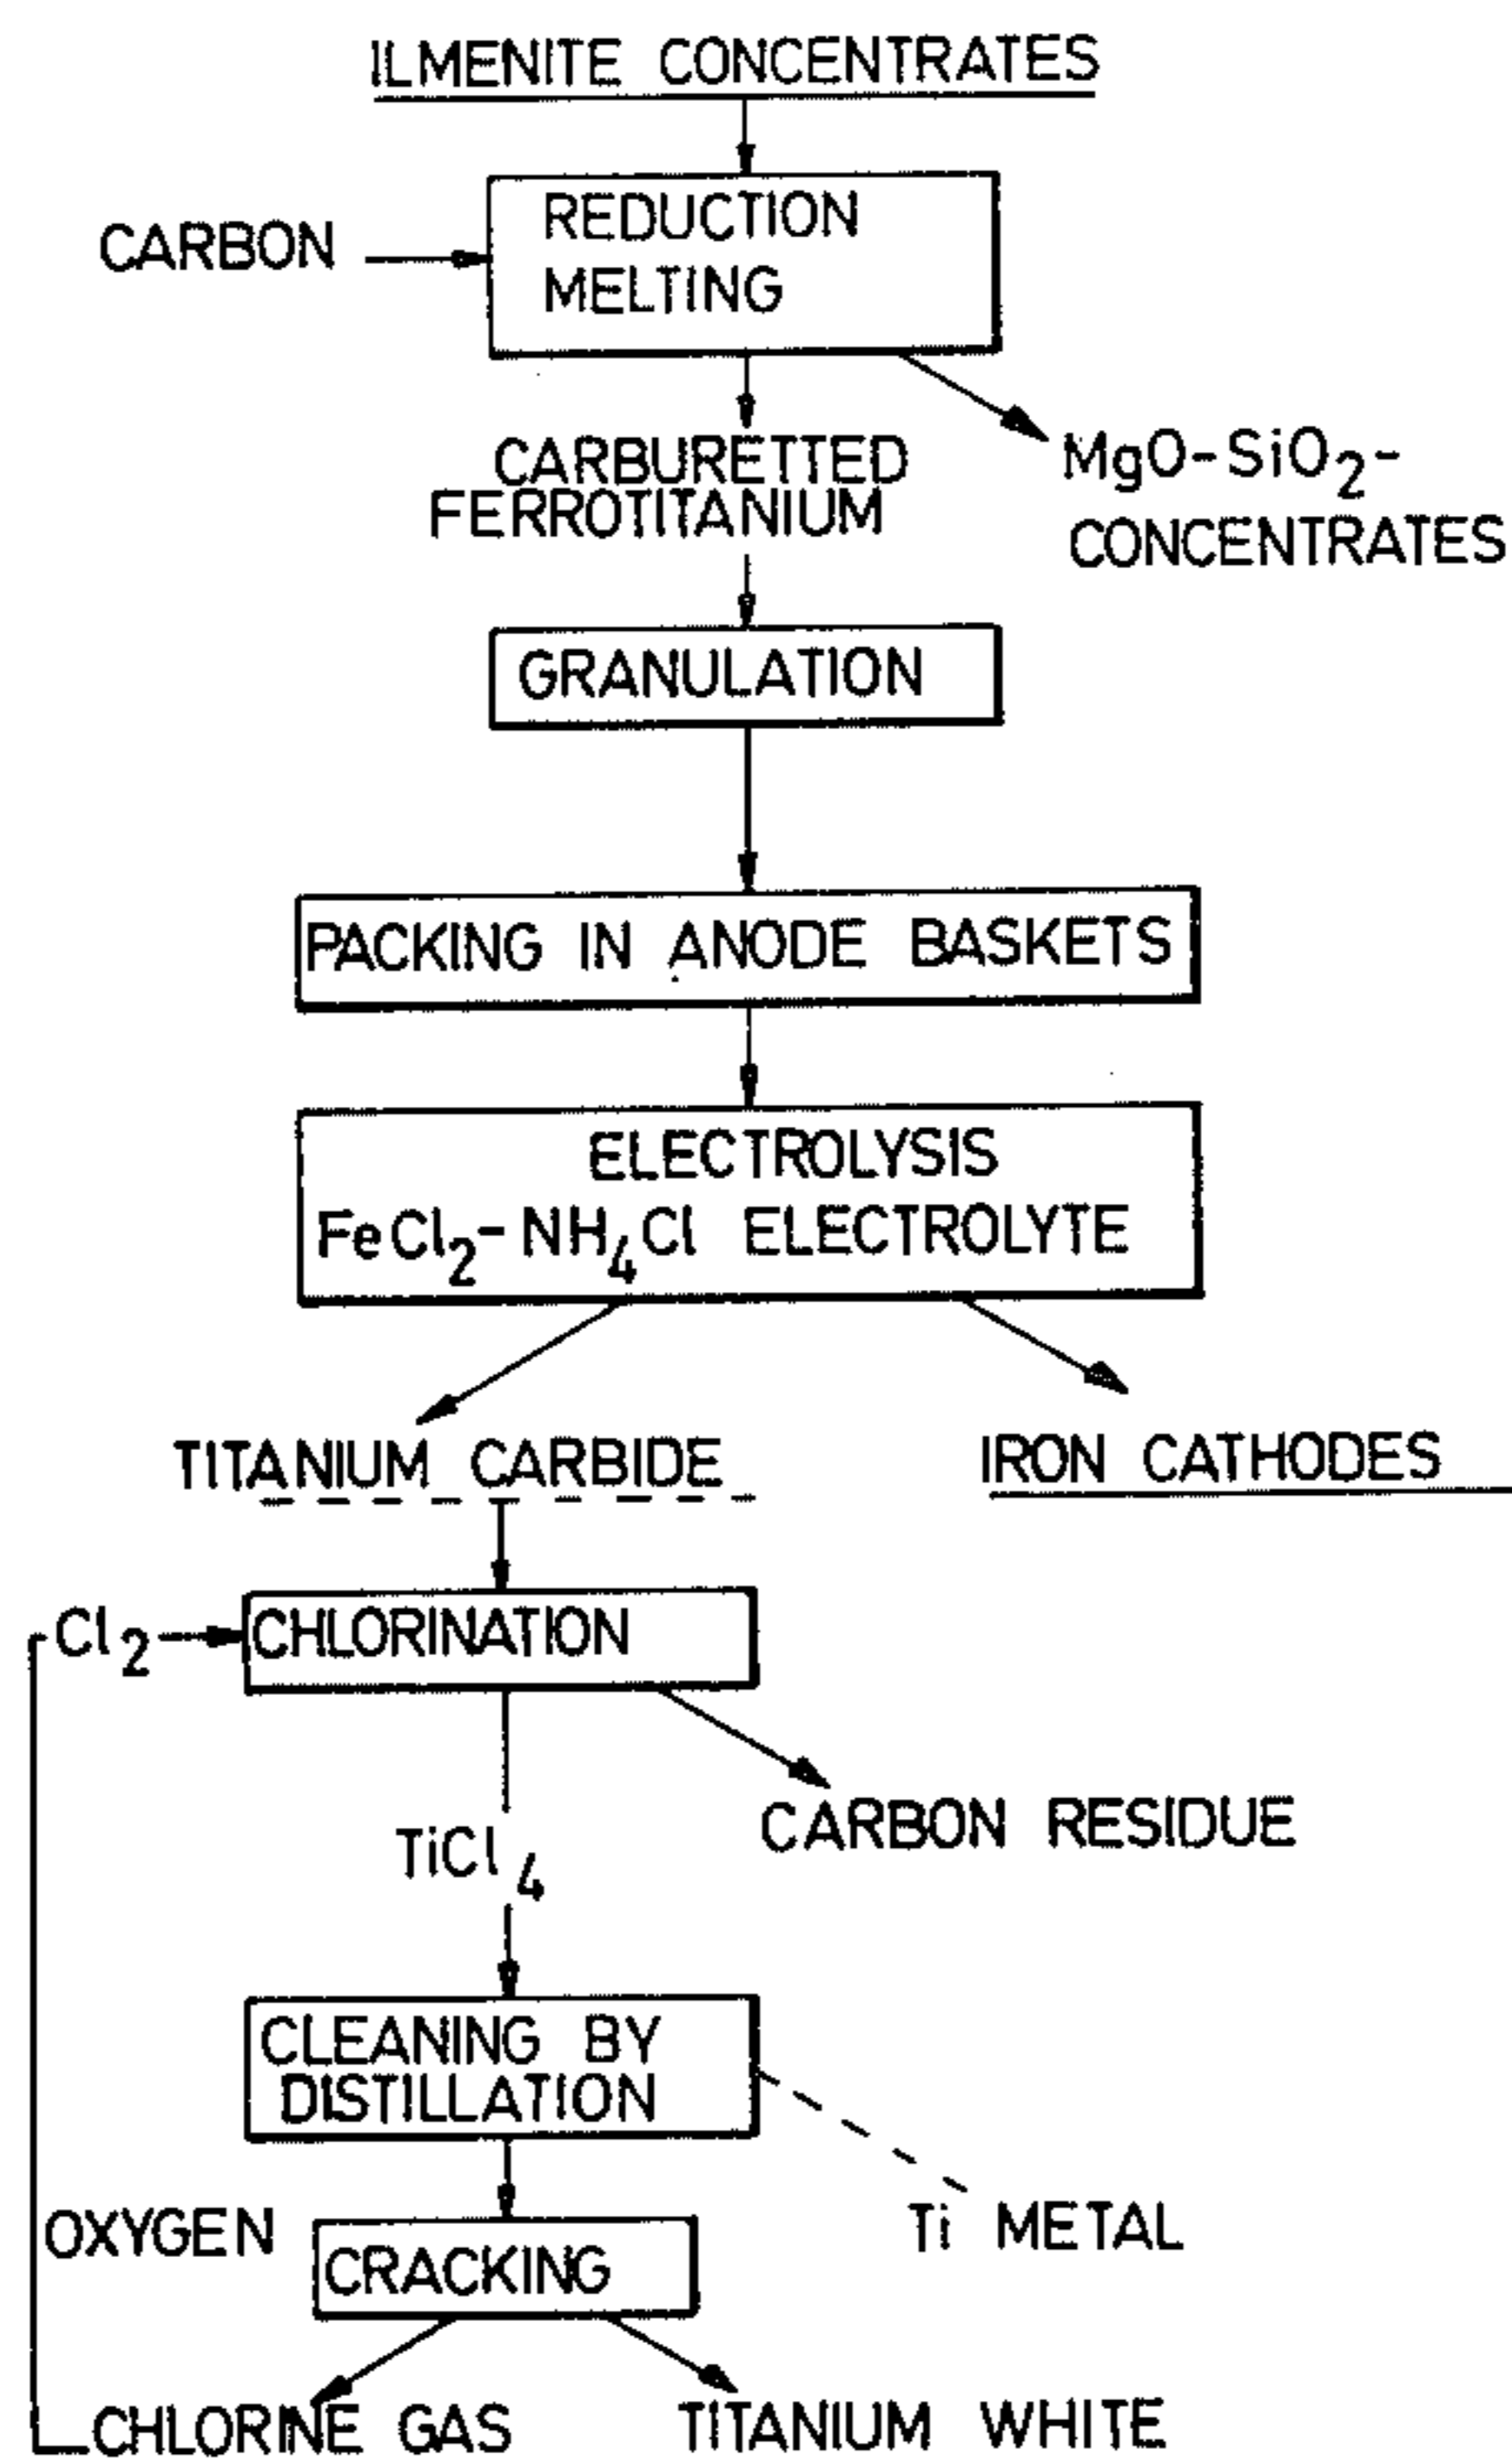 ILMENITE CONCENTRATES
CARBON
REDUCTION
MELTING
CARBURETTED
FERROTITANIUM
MgO-SiO₂-
CONCENTRATES
GRANULATION
PACKING IN ANODE BASKETS
ELECTROLYSIS
FeCl₂-NH₄Cl ELECTROLYTE
TITANIUM CARBIDE
IRON CATHODES
Cl₂
CHLORINATION
CARBON RESIDUE
TiCl₄
CLEANING BY
DISTILLATION
Ti METAL
OXYGEN
CRACKING
CHLORINE GAS
TITANIUM WHITE